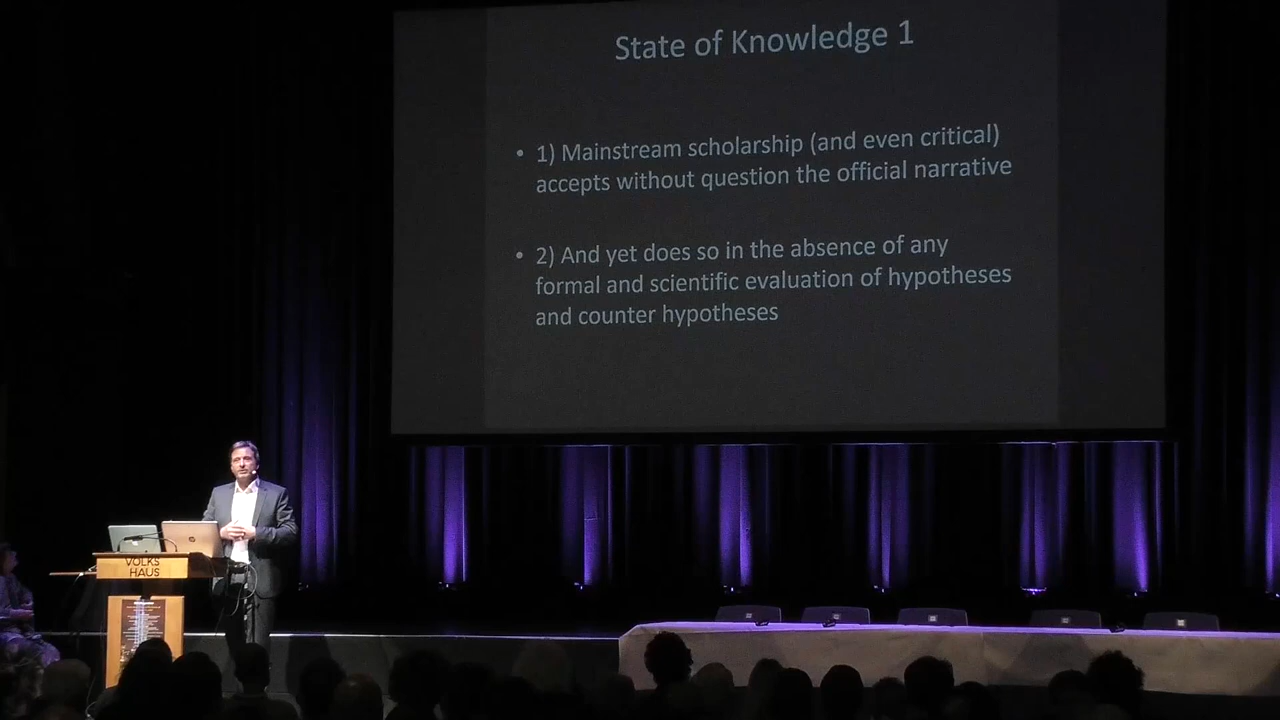 State of Knowledge 1
• 1) Mainstream scholarship (and even critical)
accepts without question the official narrative
• 2) And yet does so in the absence of any
formal and scientific evaluation of hypotheses
and counter hypotheses
VOLKS
HAUS